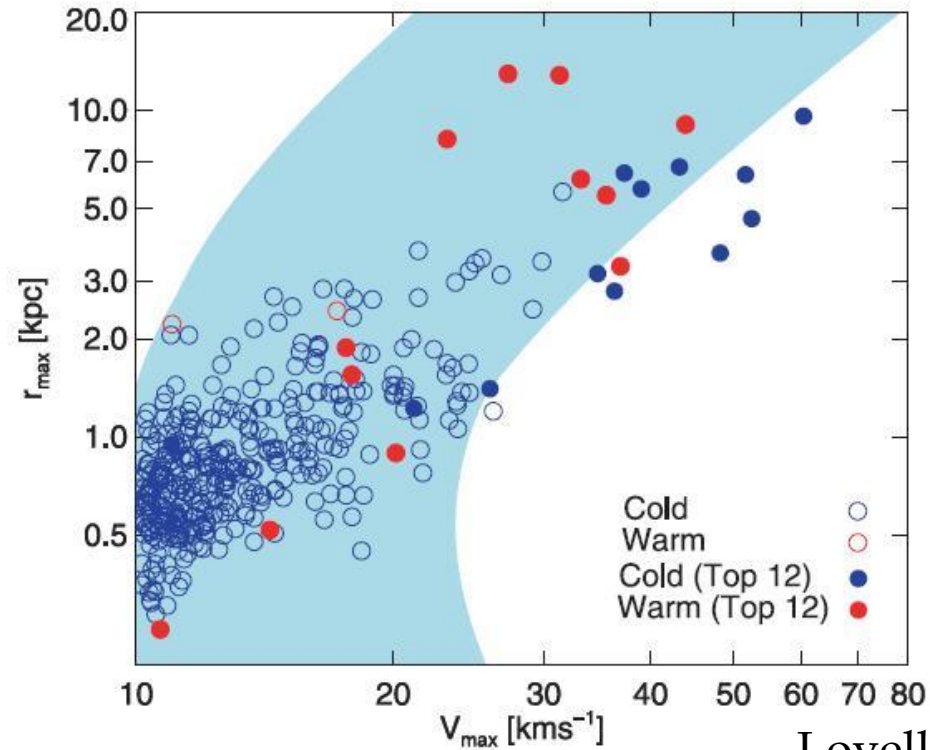 20.0
10.0
7.0
5.0
3.0
2.0
1.0
0.5
r_max [kpc]
Cold
Warm
Cold (Top 12)
Warm (Top 12)
10 20 30 40 50 60 70 80
V_max [kms⁻¹]
Lovell